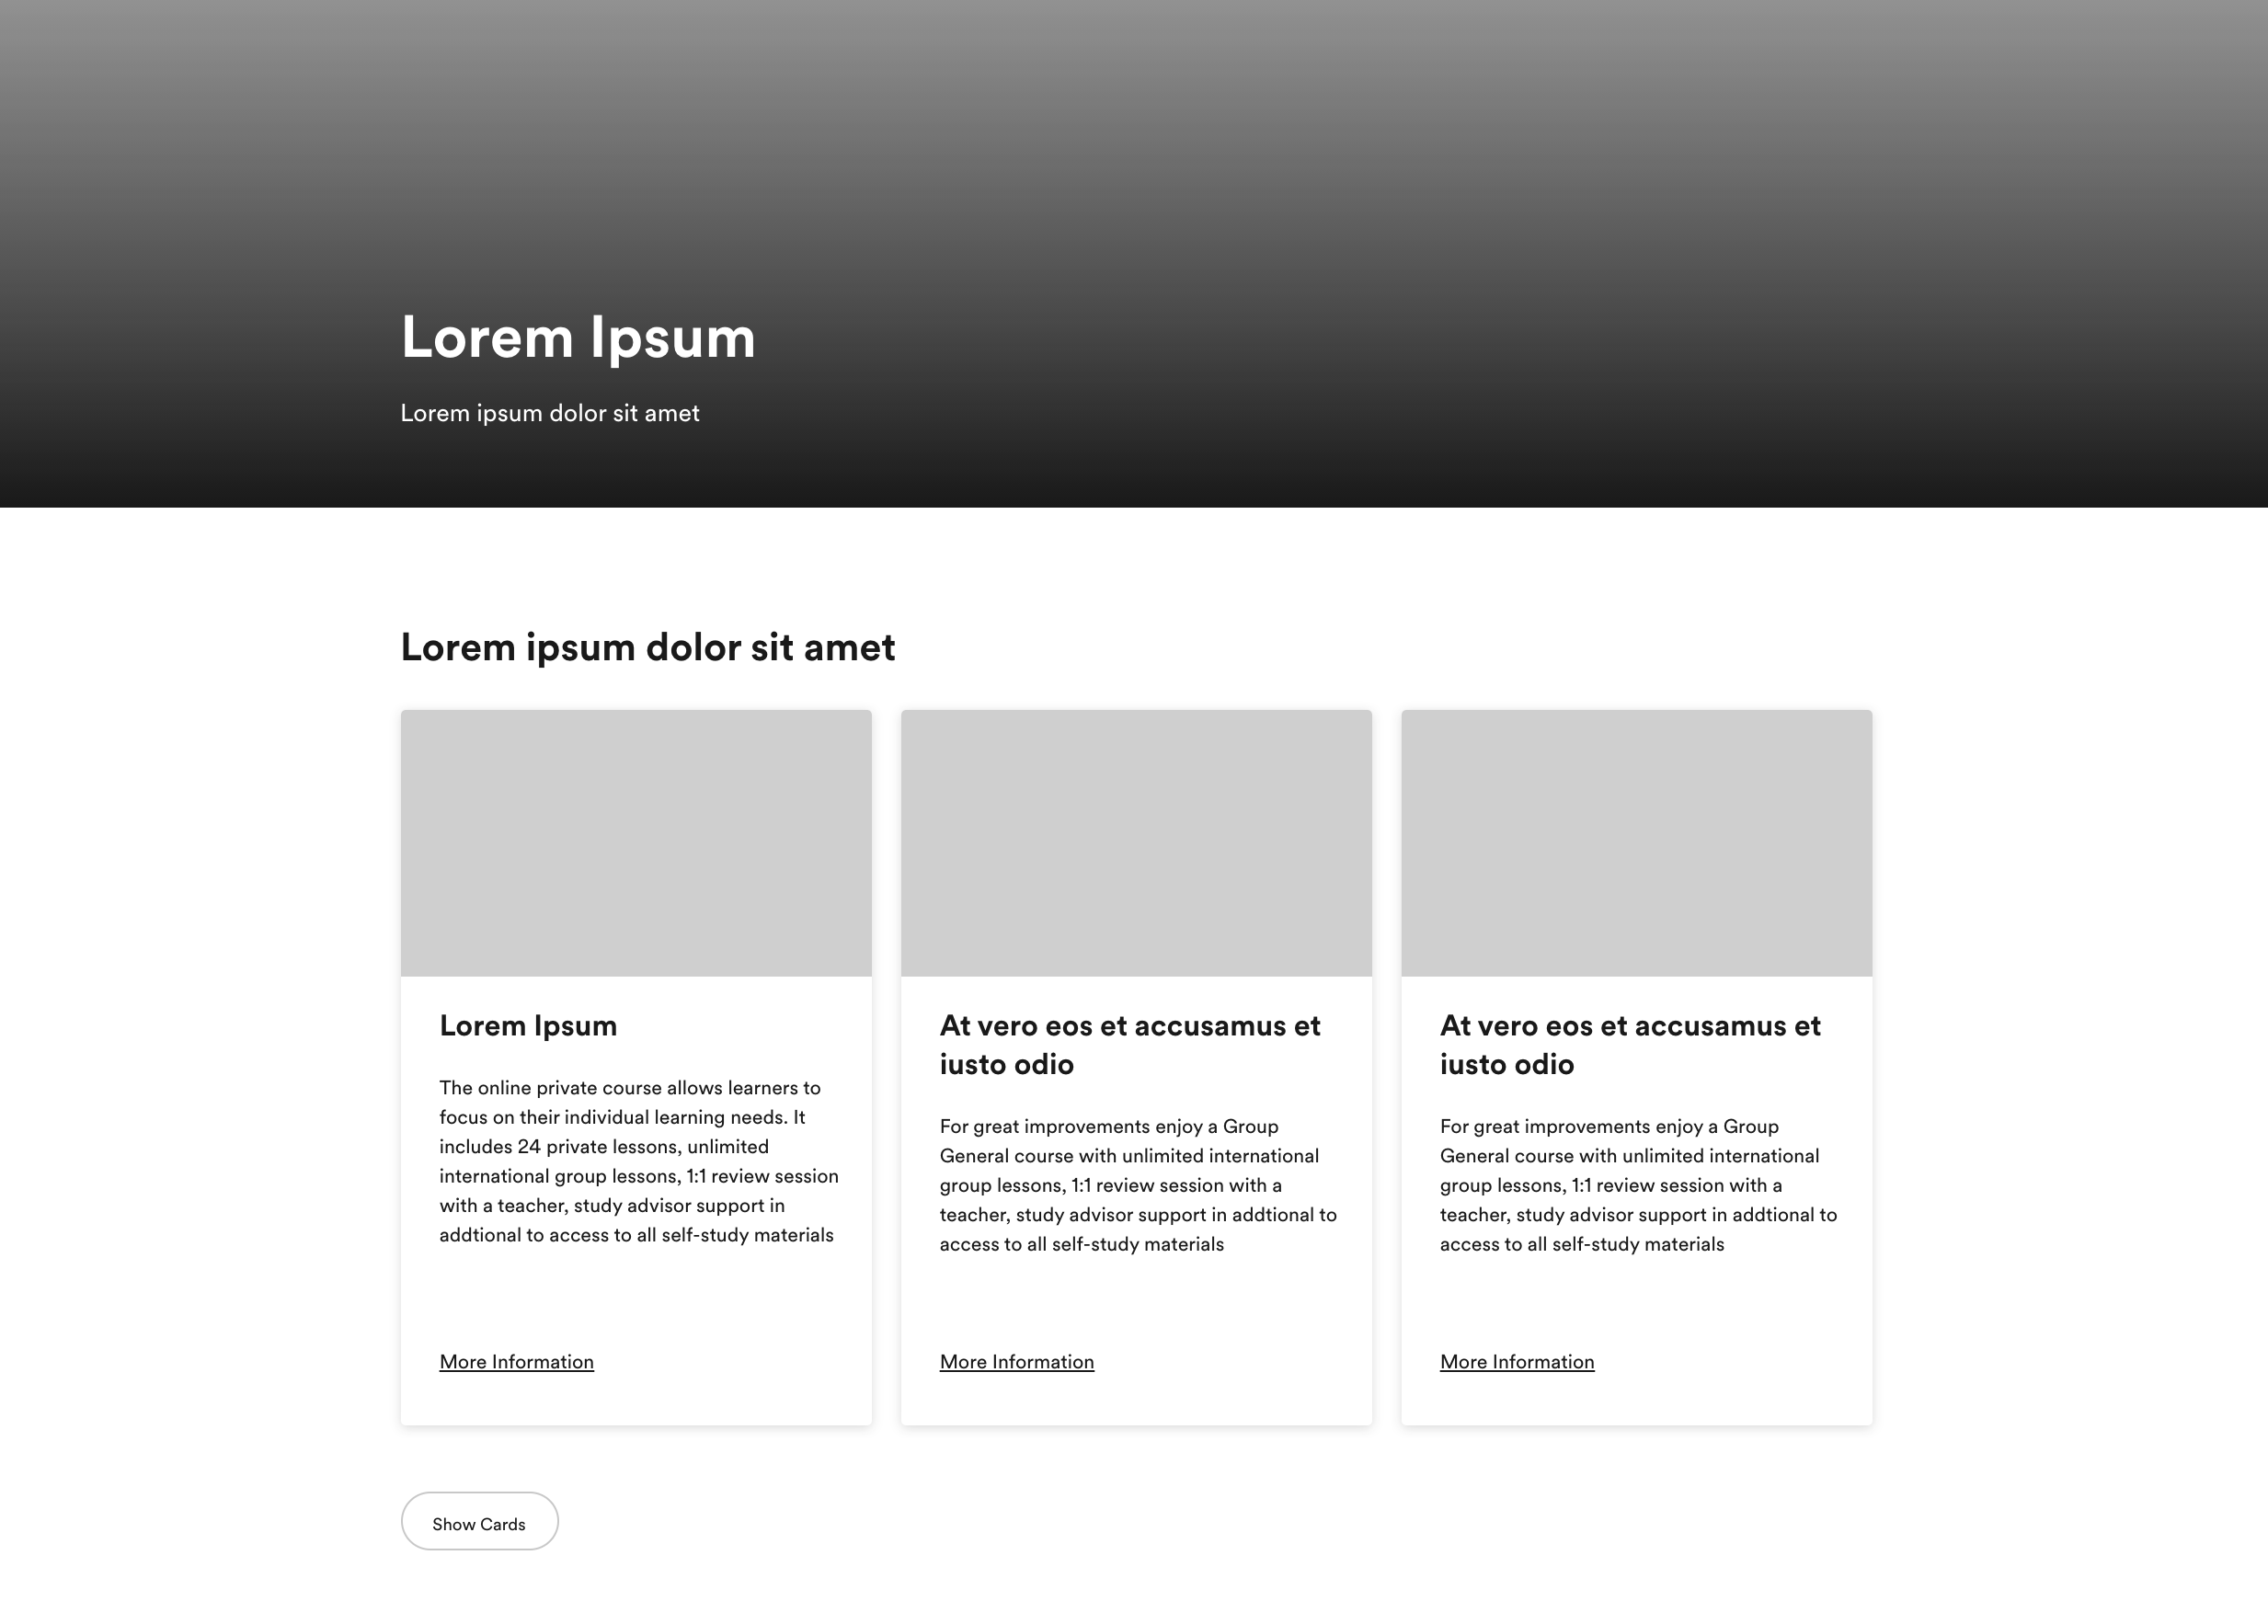 Lorem Ipsum
Lorem ipsum dolor sit amet
Lorem ipsum dolor sit amet
Lorem Ipsum
The online private course allows learners to
focus on their individual learning needs. It
includes 24 private lessons, unlimited
international group lessons, 1:1 review session
with a teacher, study advisor support in
addtional to access to all self-study materials
More Information
At vero eos et accusamus et
iusto odio
For great improvements enjoy a Group
General course with unlimited international
group lessons, 1:1 review session with a
teacher, study advisor support in addtional to
access to all self-study materials
More Information
At vero eos et accusamus et
iusto odio
For great improvements enjoy a Group
General course with unlimited international
group lessons, 1:1 review session with a
teacher, study advisor support in addtional to
access to all self-study materials
More Information
Show Cards